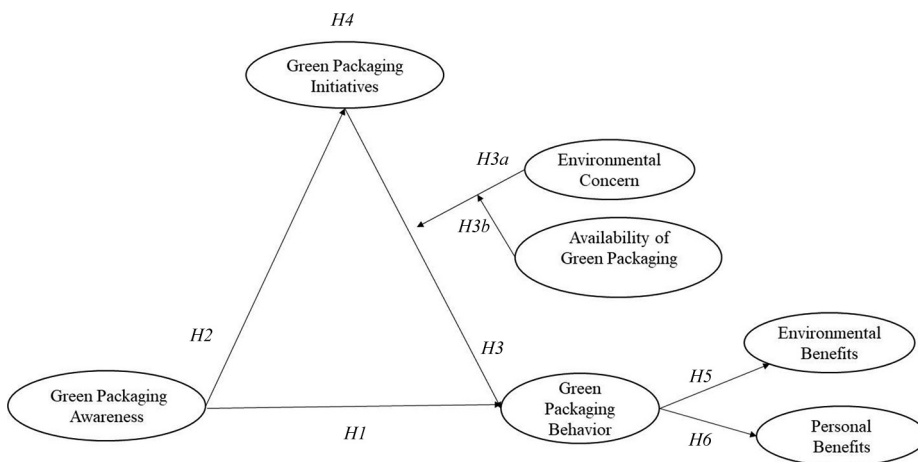 H4
Green Packaging
Initiatives
H3a
Environmental
Concern
H3b
Availability of
Green Packaging
H2
H3
Environmental
Benefits
H5
Green Packaging
Awareness
Green
Packaging
Behavior
H1
H6
Personal
Benefits